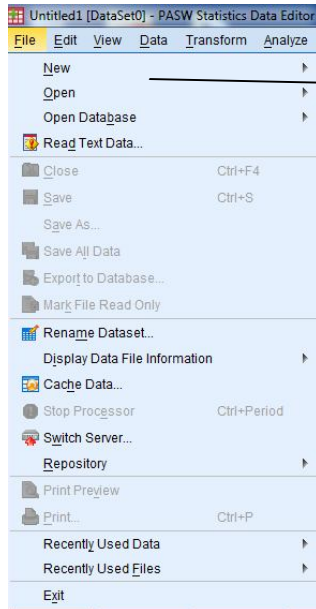 Untitled1 [DataSet0] - PASW Statistics Data Editor
File Edit View Data Transform Analyze
New
Open
Open Database
Read Text Data...
Close Ctrl+F4
Save Ctrl+S
Save As...
Save All Data
Export to Database...
Mark File Read Only
Rename Dataset...
Display Data File Information
Cache Data...
Stop Processor Ctrl+Period
Switch Server...
Repository
Print Preview
Print... Ctrl+P
Recently Used Data
Recently Used Files
Exit